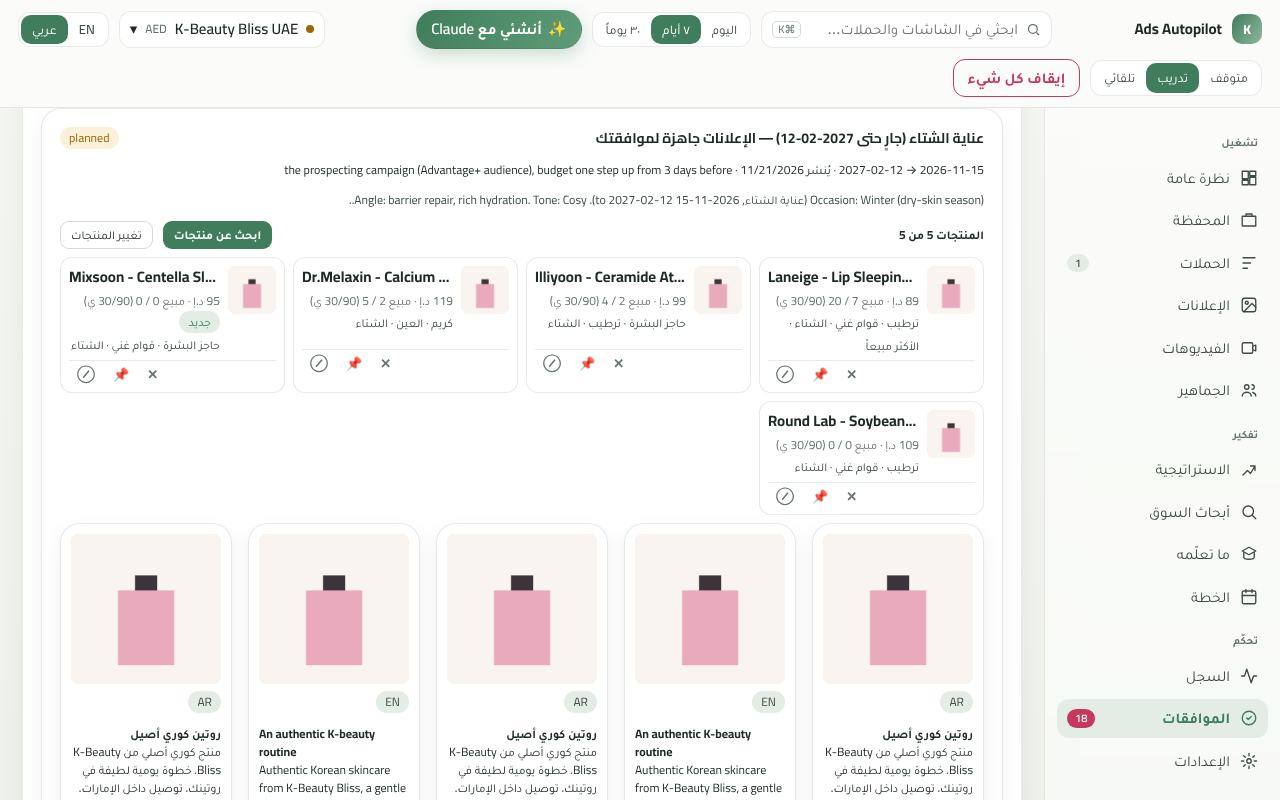 K
Ads Autopilot
ابحثي في الشاشات والحملات...
⌘K
اليوم
٧ أيام
٣٠ يوماً
✨ أنشئي مع Claude
K-Beauty Bliss UAE
AED
▼
EN
عربي
متوقف
تدريب
تلقائي
إيقاف كل شيء
تشغيل
نظرة عامة
المحفظة
الحملات
1
الإعلانات
الفيديوهات
الجماهير
تفكير
الاستراتيجية
أبحاث السوق
ما تعلّمه
الخطة
تحكّم
السجل
الموافقات
18
الإعدادات
عناية الشتاء (جارٍ حتى 2027-02-12) — الإعلانات جاهزة لموافقتك
planned
2026-11-15 → 2027-02-12 · يُنشر 11/21/2026 · the prospecting campaign (Advantage+ audience), budget one step up from 3 days before
Occasion: Winter (dry-skin season) (عناية الشتاء, 2026-11-15 to 2027-02-12). Angle: barrier repair, rich hydration. Tone: Cosy..
المنتجات 5 من 5
ابحث عن منتجات
تغيير المنتجات
Laneige - Lip Sleepin...
89 د.إ · مبيع 7 / 20 (30/90 ي)
ترطيب · قوام غني · الشتاء ·
الأكثر مبيعاً
Illiyoon - Ceramide At...
99 د.إ · مبيع 2 / 4 (30/90 ي)
حاجز البشرة · ترطيب · الشتاء
Dr.Melaxin - Calcium ...
119 د.إ · مبيع 2 / 5 (30/90 ي)
كريم · العين · الشتاء
Mixsoon - Centella Sl...
95 د.إ · مبيع 0 / 0 (30/90 ي)
جديد
حاجز البشرة · قوام غني · الشتاء
Round Lab - Soybean...
109 د.إ · مبيع 0 / 0 (30/90 ي)
ترطيب · قوام غني · الشتاء
AR
روتين كوري أصيل
منتج كوري أصلي من K-Beauty
Bliss. خطوة يومية لطيفة في
روتينك. توصيل داخل الإمارات.
EN
An authentic K-beauty
routine
Authentic Korean skincare
from K-Beauty Bliss, a gentle
AR
روتين كوري أصيل
منتج كوري أصلي من K-Beauty
Bliss. خطوة يومية لطيفة في
روتينك. توصيل داخل الإمارات.
EN
An authentic K-beauty
routine
Authentic Korean skincare
from K-Beauty Bliss, a gentle
AR
روتين كوري أصيل
منتج كوري أصلي من K-Beauty
Bliss. خطوة يومية لطيفة في
روتينك. توصيل داخل الإمارات.